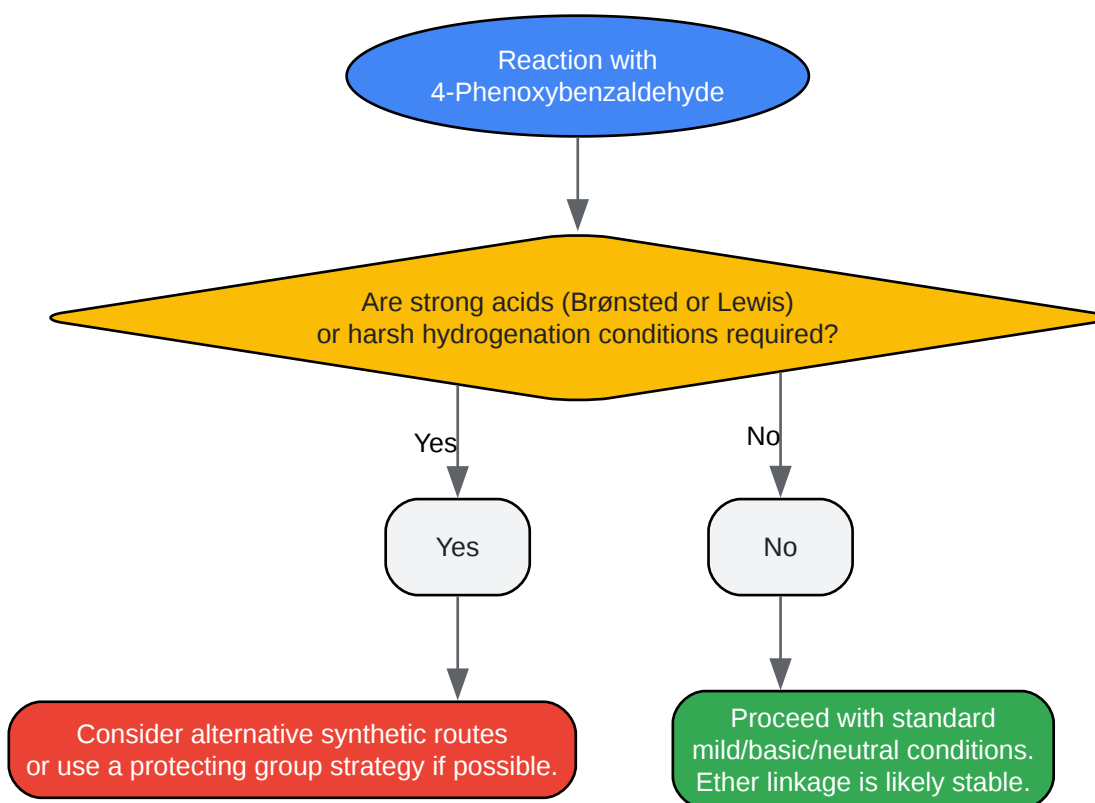 Reaction with
4-Phenoxybenzaldehyde
Are strong acids (Brønsted or Lewis)
or harsh hydrogenation conditions required?
Yes
No
Yes
No
Consider alternative synthetic routes
or use a protecting group strategy if possible.
Proceed with standard
mild/basic/neutral conditions.
Ether linkage is likely stable.